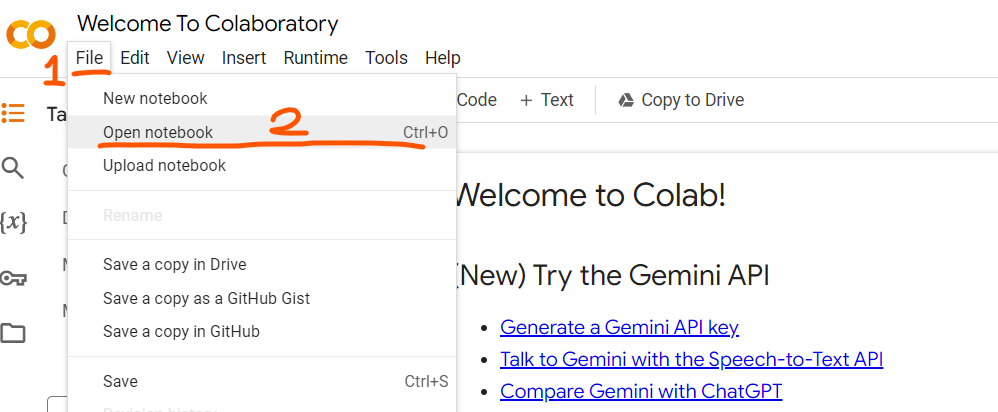 Welcome To Colaboratory
File Edit View Insert Runtime Tools Help
1
New notebook
Code + Text Copy to Drive
Open notebook 2 Ctrl+O
Upload notebook
{x}
Welcome to Colab!
Rename
Save a copy in Drive
(New) Try the Gemini API
Save a copy as a GitHub Gist
Save a copy in GitHub
• Generate a Gemini API key
• Talk to Gemini with the Speech-to-Text API
Save Ctrl+S
• Compare Gemini with ChatGPT